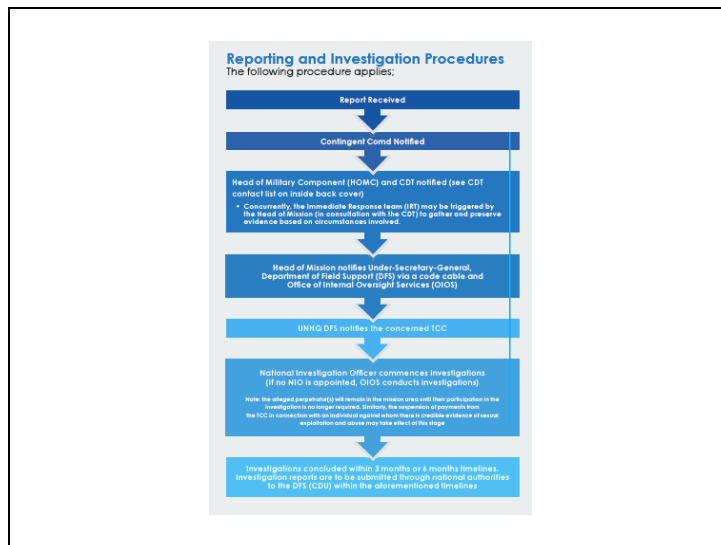 Reporting and Investigation Procedures
The following procedure applies;
Report Received
Contingent Comd Notified
Head of Military Component (HOMC) and CDT notified (see CDT
contact list on inside back cover)
• Concurrently, the Immediate Response team (IRT) may be triggered by
the Head of Mission (in consultation with the CDT) to gather and preserve
evidence based on circumstances involved.
Head of Mission notifies Under-Secretary-General,
Department of Field Support (DFS) via a code cable and
Office of Internal Oversight Services (OIOS)
UNHQ DFS notifies the concerned TCC
National Investigation Officer commences investigations
(If no NIO is appointed, OIOS conducts investigations)
Note: the alleged perpetrator(s) will remain in the mission area until their participation in the
investigation is no longer required. Similarly, the suspension of payments from
the TCC in connection with an individual against whom there is credible evidence of sexual
exploitation and abuse may take effect at this stage
Investigations concluded within 3 months or 6 months timelines.
Investigation reports are to be submitted through national authorities
to the DFS (CDU) within the aforementioned timelines